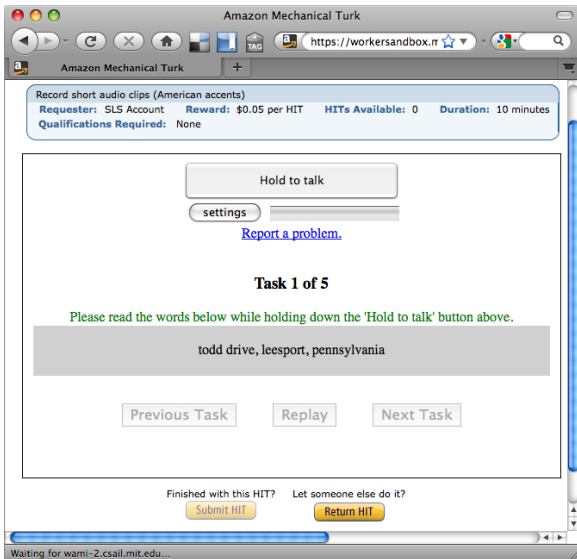 Amazon Mechanical Turk
TAG
https://workersandbox.m
Amazon Mechanical Turk
Record short audio clips (American accents)
Requester: SLS Account Reward: $0.05 per HIT HITs Available: 0 Duration: 10 minutes
Qualifications Required: None
Hold to talk
settings
Report a problem.
Task 1 of 5
Please read the words below while holding down the 'Hold to talk' button above.
todd drive, leesport, pennsylvania
Previous Task Replay Next Task
Finished with this HIT? Let someone else do it?
Submit HIT Return HIT
Waiting for wami-2.csail.mit.edu...